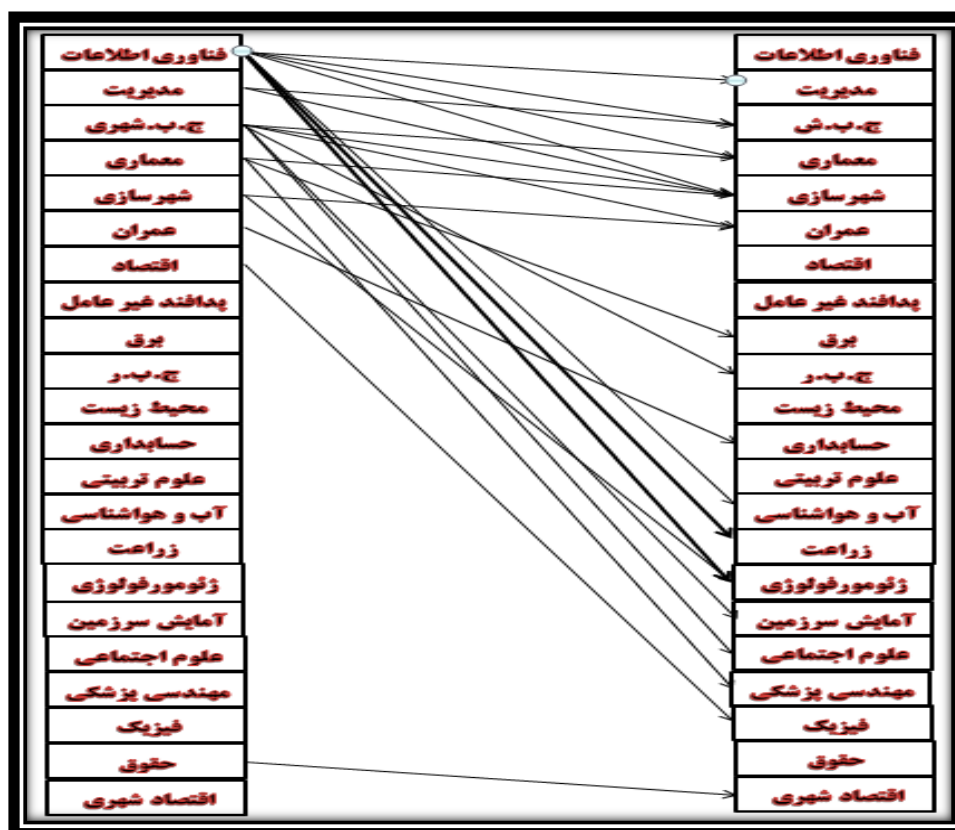 فناوری اطلاعات
مدیریت
ج.ب.شهری
معماری
شهرسازی
عمران
اقتصاد
پدافند غیر عامل
برق
ج.ب.ر
محیط زیست
حسابداری
علوم تربیتی
آب و هواشناسی
زراعت
ژئومورفولوژی
آمایش سرزمین
علوم اجتماعی
مهندسی پزشکی
فیزیک
حقوق
اقتصاد شهری
فناوری اطلاعات
مدیریت
ج.ب.ش
معماری
شهرسازی
عمران
اقتصاد
پدافند غیر عامل
برق
ج.ب.ر
محیط زیست
حسابداری
علوم تربیتی
آب و هواشناسی
زراعت
ژئومورفولوژی
آمایش سرزمین
علوم اجتماعی
مهندسی پزشکی
فیزیک
حقوق
اقتصاد شهری